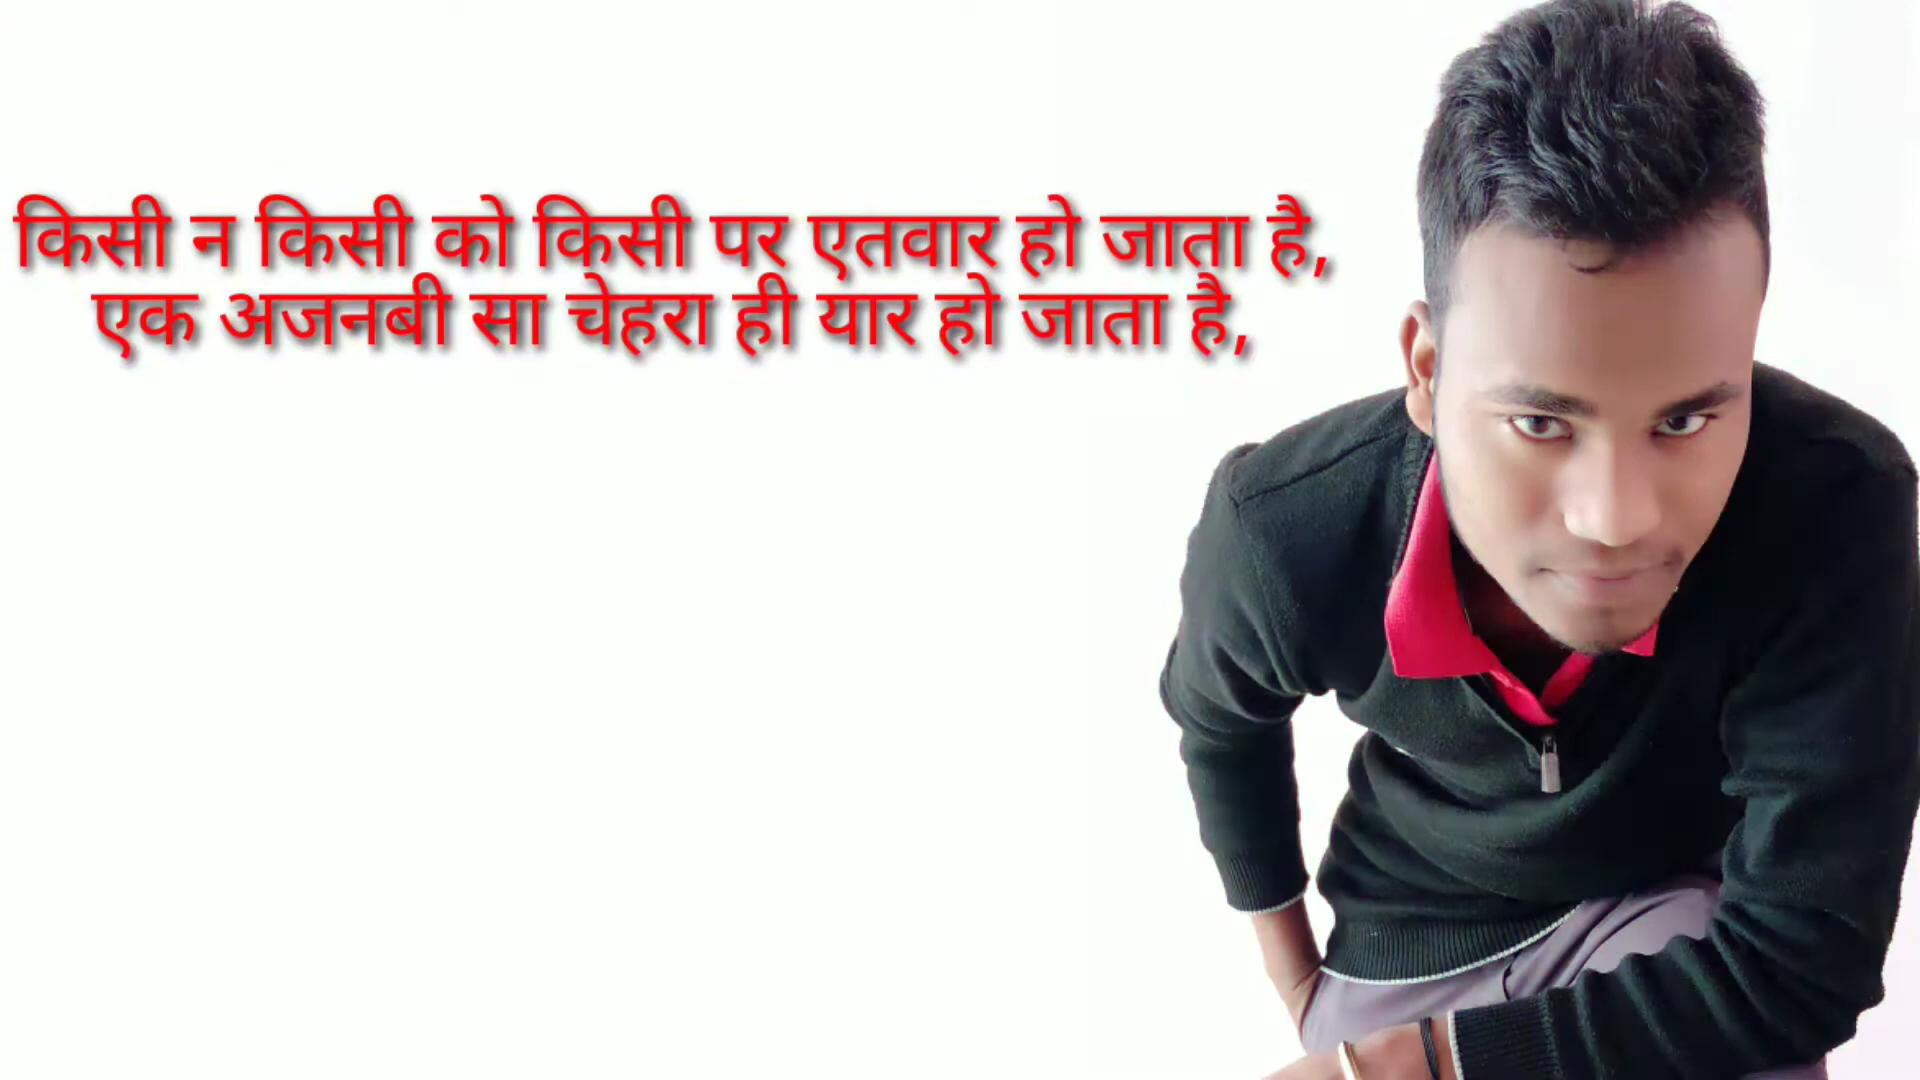 किसी न किसी को किसी पर एतवार हो जाता है,
एक अजनबी सा चेहरा ही यार हो जाता है,